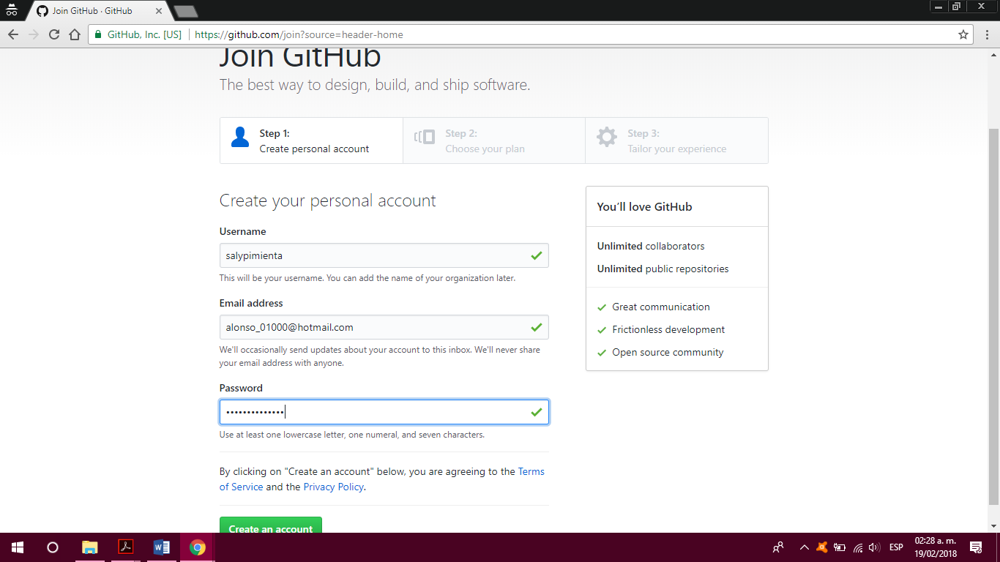 Join GitHub · GitHub
GitHub, Inc. [US]
https://github.com/join?source=header-home
Join GitHub
The best way to design, build, and ship software.
Step 1:
Create personal account
Step 2:
Choose your plan
Step 3:
Tailor your experience
Create your personal account
Username
salypimienta
This will be your username. You can add the name of your organization later.
Email address
alonso_01000@hotmail.com
We'll occasionally send updates about your account to this inbox. We'll never share
your email address with anyone.
Password
••••••••••••••
Use at least one lowercase letter, one numeral, and seven characters.
By clicking on "Create an account" below, you are agreeing to the Terms
of Service and the Privacy Policy.
Create an account
You’ll love GitHub
Unlimited collaborators
Unlimited public repositories
Great communication
Frictionless development
Open source community
ESP
02:28 a. m.
19/02/2018